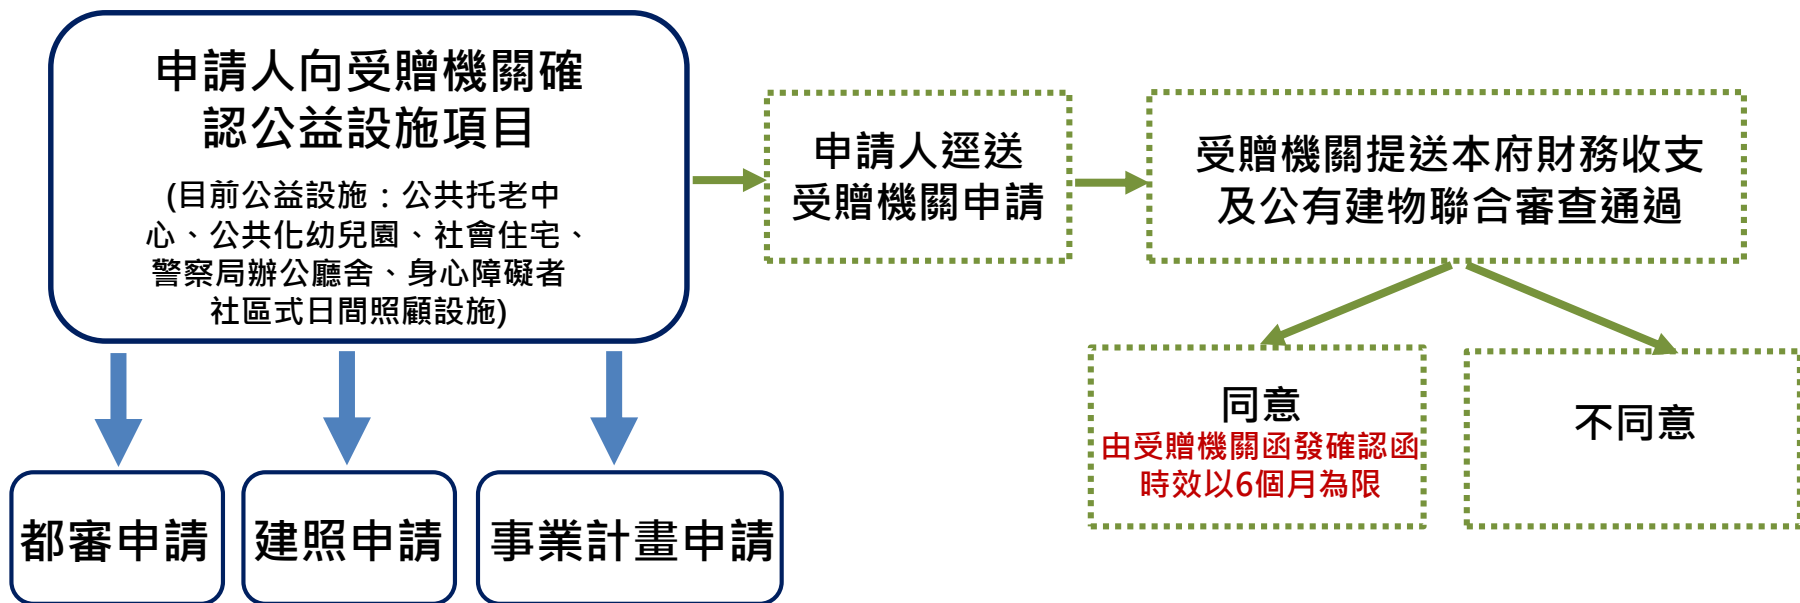 申請人向受贈機關確
認公益設施項目
(目前公益設施：公共托老中
心、公共化幼兒園、社會住宅、
警察局辦公廳舍、身心障礙者
社區式日間照顧設施)
申請人逕送
受贈機關申請
受贈機關提送本府財務收支
及公有建物聯合審查通過
同意
由受贈機關函發確認函
時效以6個月為限
不同意
都審申請
建照申請
事業計畫申請